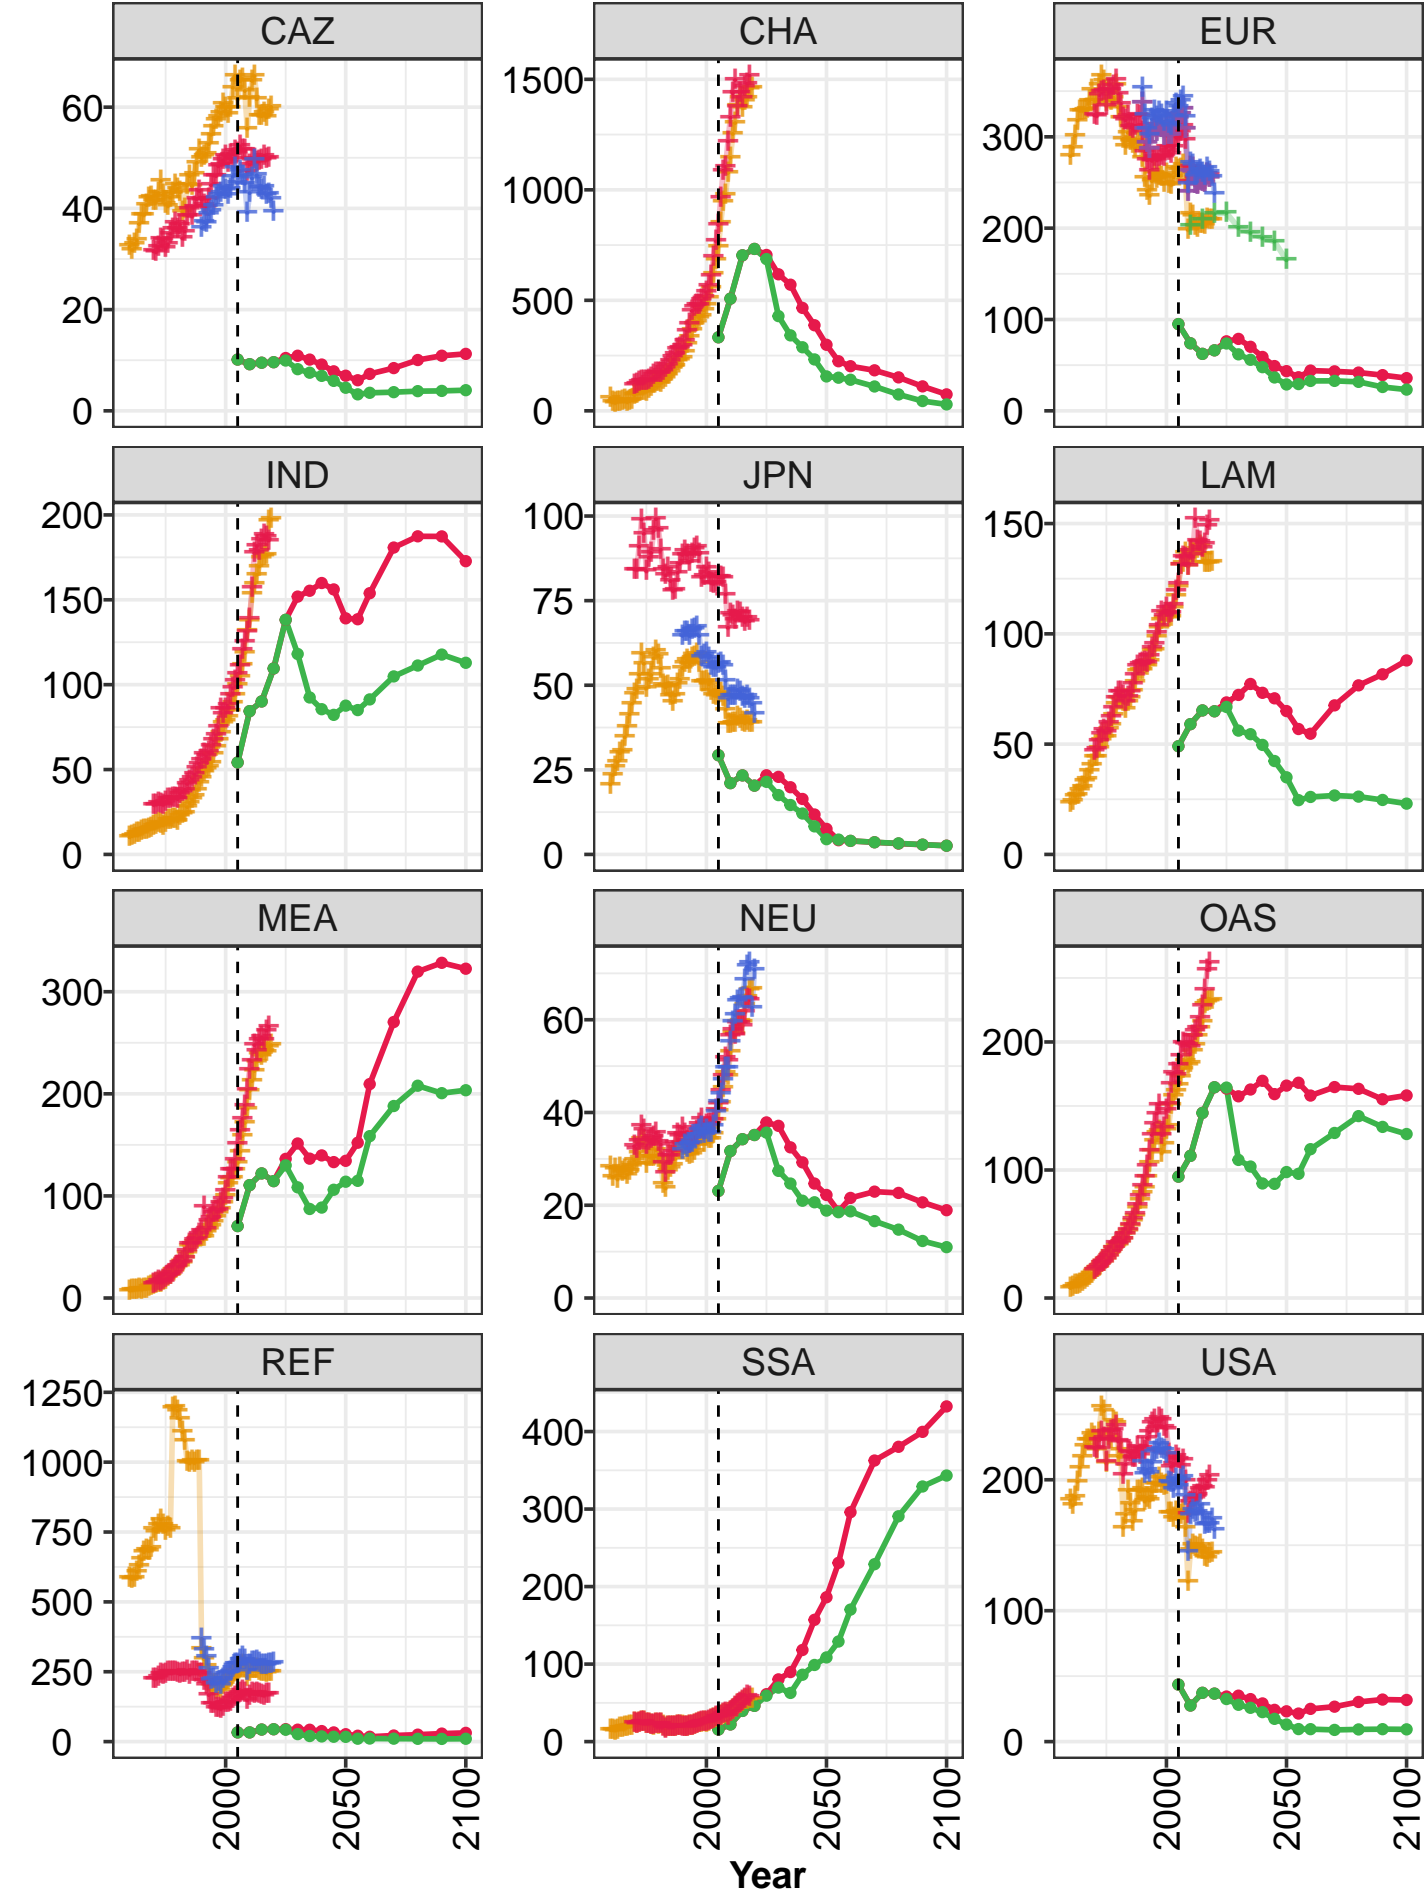 CAZ CHA EUR
60 1500
40 1000 300
20 500 200
0 0 100
0
IND JPN LAM
200 100 150
150 75 100
100 50 50
50 25 0
0 0
MEA NEU OAS
300 60 200
200 40 100
100 20 0
0 0
REF SSA USA
1250 400 200
1000 300 100
750 200 0
500 100
250 0
0
2000 2050 2100 2000 2050 2100 2000 2050 2100
Year